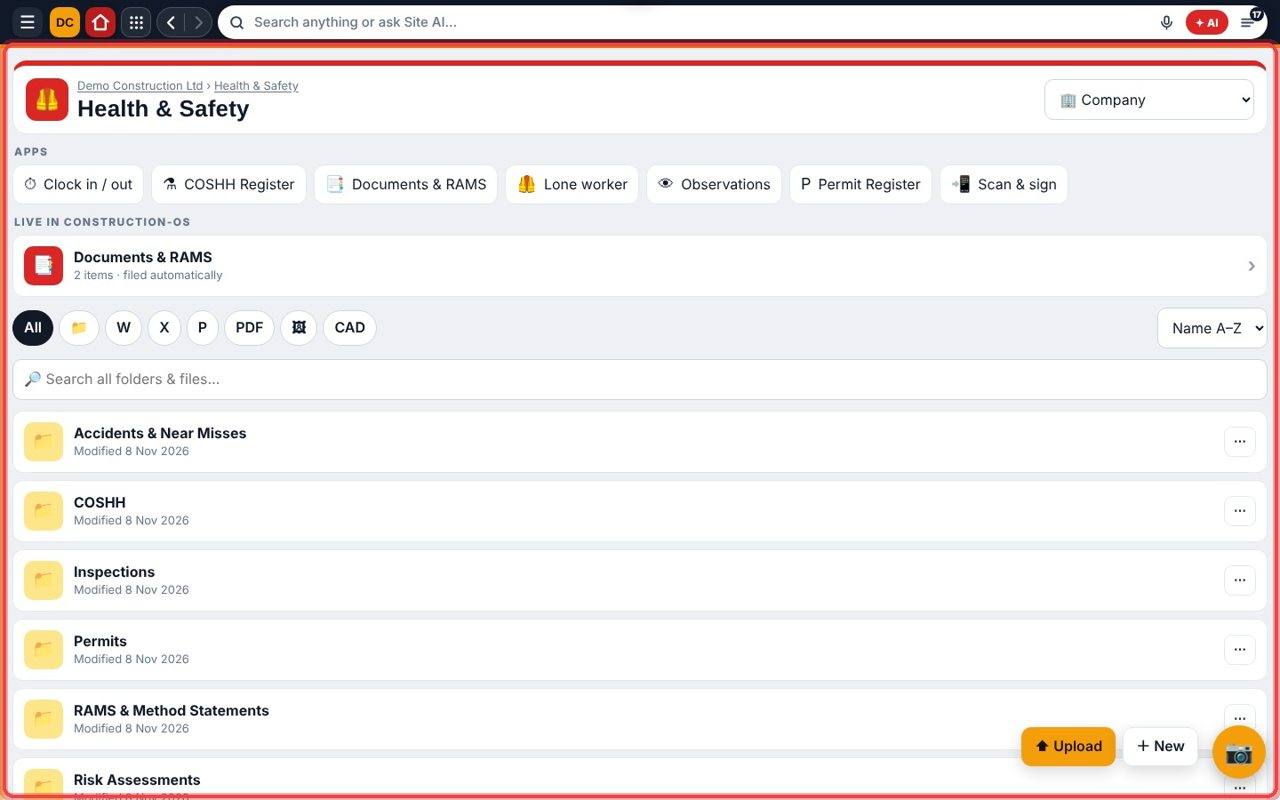 DC
Search anything or ask Site AI...
AI
17
Demo Construction Ltd › Health & Safety
Health & Safety
Company
APPS
Clock in / out
COSHH Register
Documents & RAMS
Lone worker
Observations
P Permit Register
Scan & sign
LIVE IN CONSTRUCTION-OS
Documents & RAMS
2 items · filed automatically
All
W
X
P
PDF
CAD
Name A–Z
Search all folders & files...
Accidents & Near Misses
Modified 8 Nov 2026
COSHH
Modified 8 Nov 2026
Inspections
Modified 8 Nov 2026
Permits
Modified 8 Nov 2026
RAMS & Method Statements
Modified 8 Nov 2026
Upload
+ New
Risk Assessments
Modified 8 Nov 2026